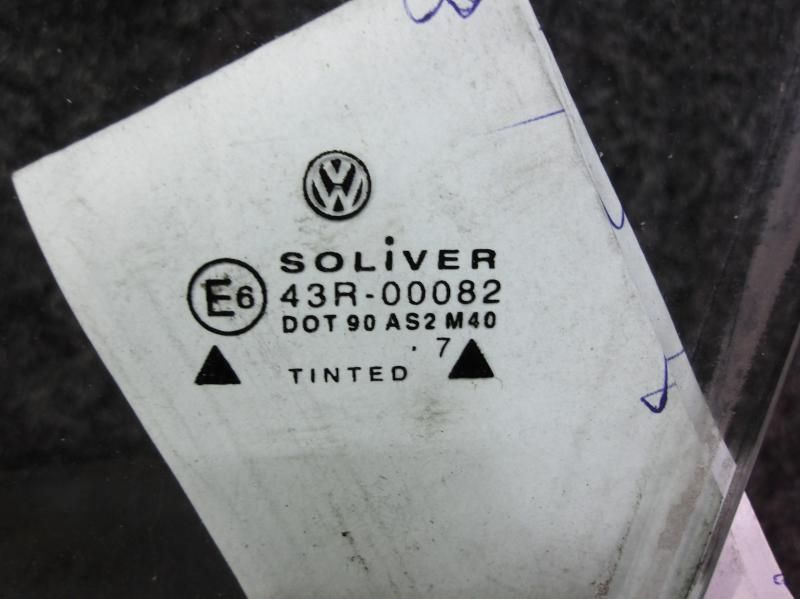 SOLiVER
E6 43R-00082
DOT 90 AS2 M40
. 7
TINTED